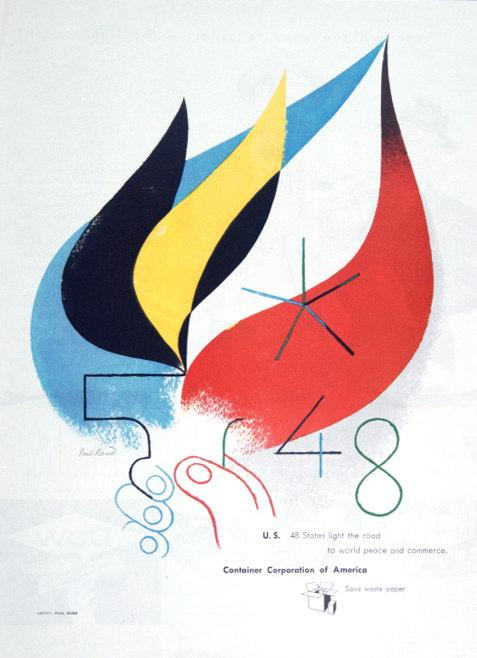 48
Paul Rand
U. S. 48 States light the road
to world peace and commerce.
Container Corporation of America
Save waste paper
ARTIST: PAUL RAND